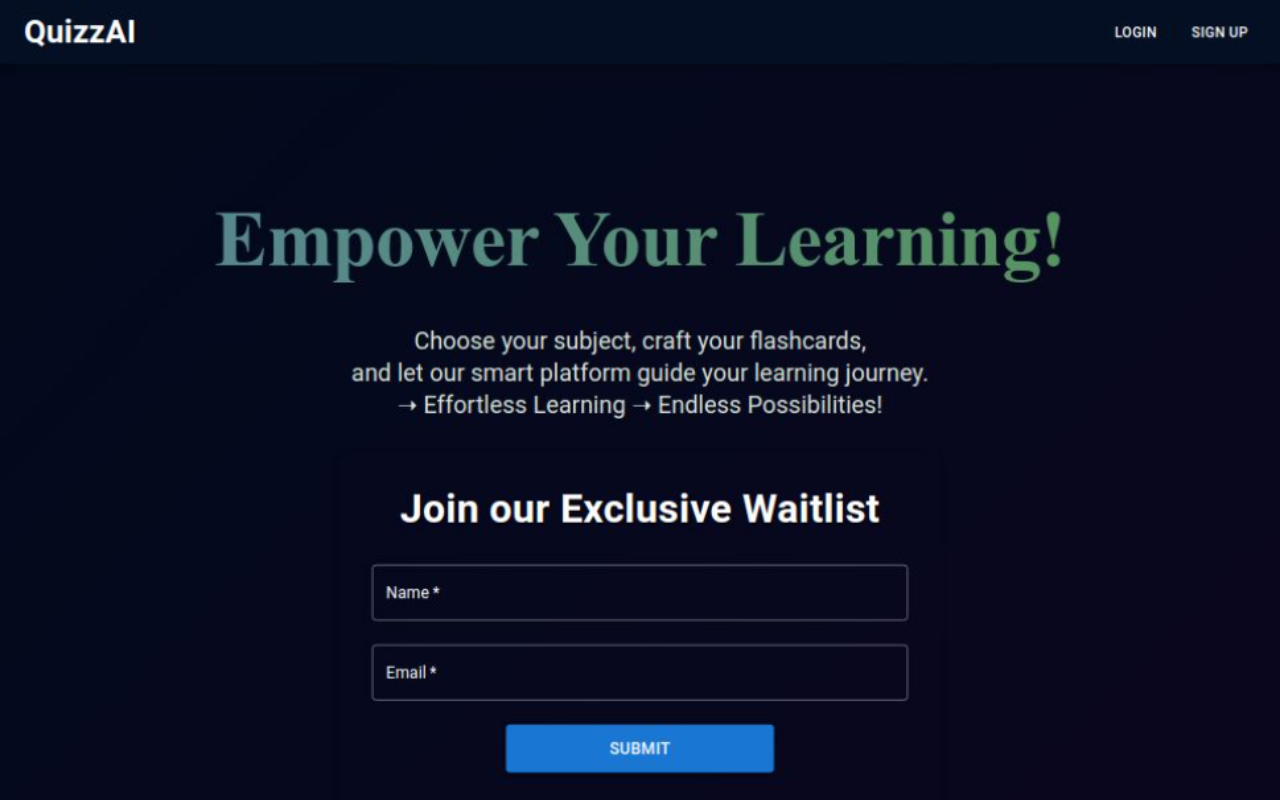 QuizzAI
LOGIN
SIGN UP
Empower Your Learning!
Choose your subject, craft your flashcards,
and let our smart platform guide your learning journey.
→ Effortless Learning → Endless Possibilities!
Join our Exclusive Waitlist
Name *
Email *
SUBMIT